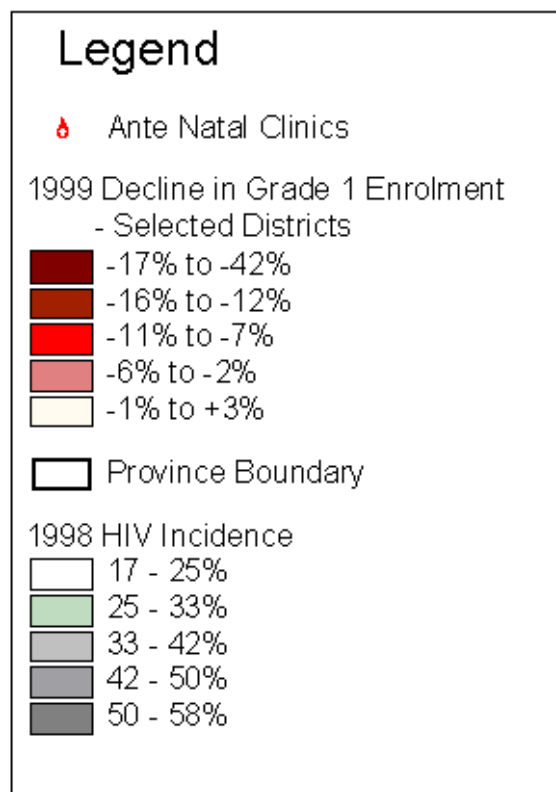 Legend
Ante Natal Clinics
1999 Decline in Grade 1 Enrolment
- Selected Districts
-17% to -42%
-16% to -12%
-11% to -7%
-6% to -2%
-1% to +3%
Province Boundary
1998 HIV Incidence
17 - 25%
25 - 33%
33 - 42%
42 - 50%
50 - 58%